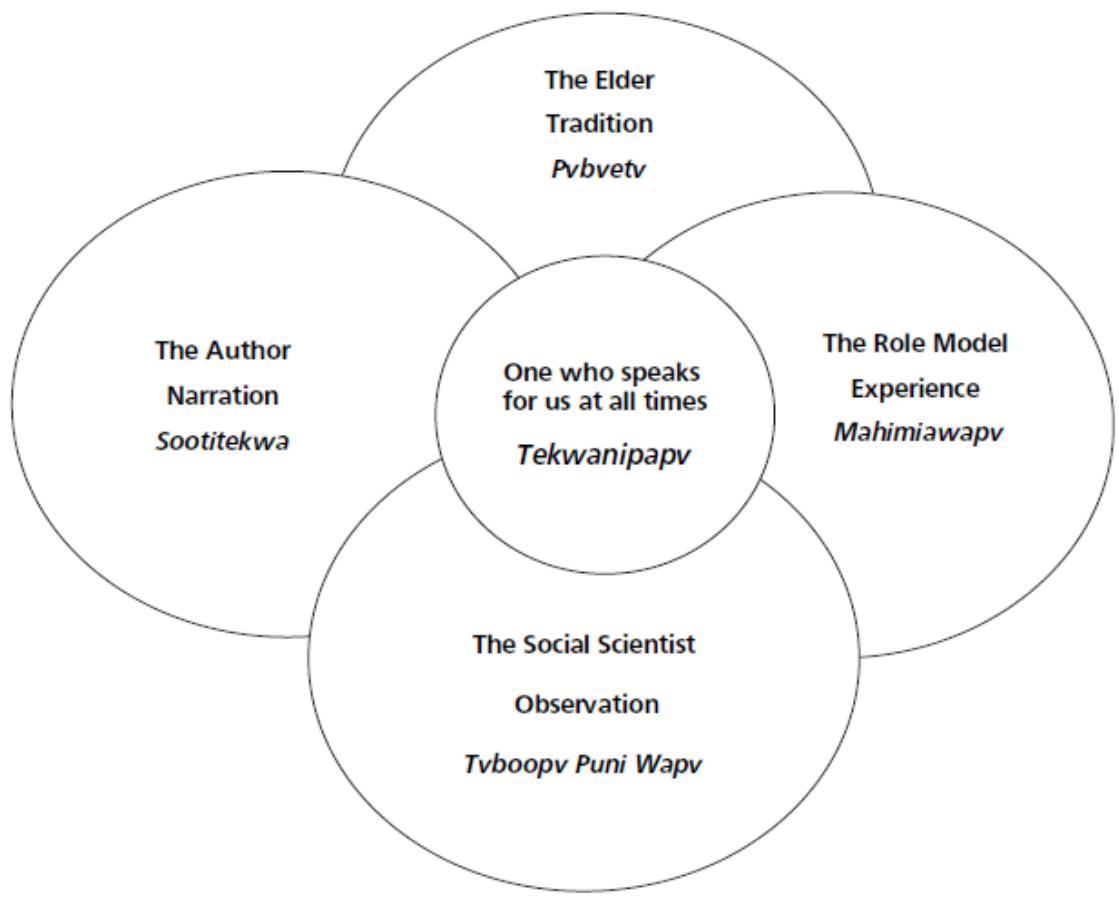 The Elder
Tradition
Pvbvetv
The Author
Narration
Sootitekwa
One who speaks
for us at all times
Tekwanipapv
The Role Model
Experience
Mahimiawapv
The Social Scientist
Observation
Tvboopv Puni Wapv